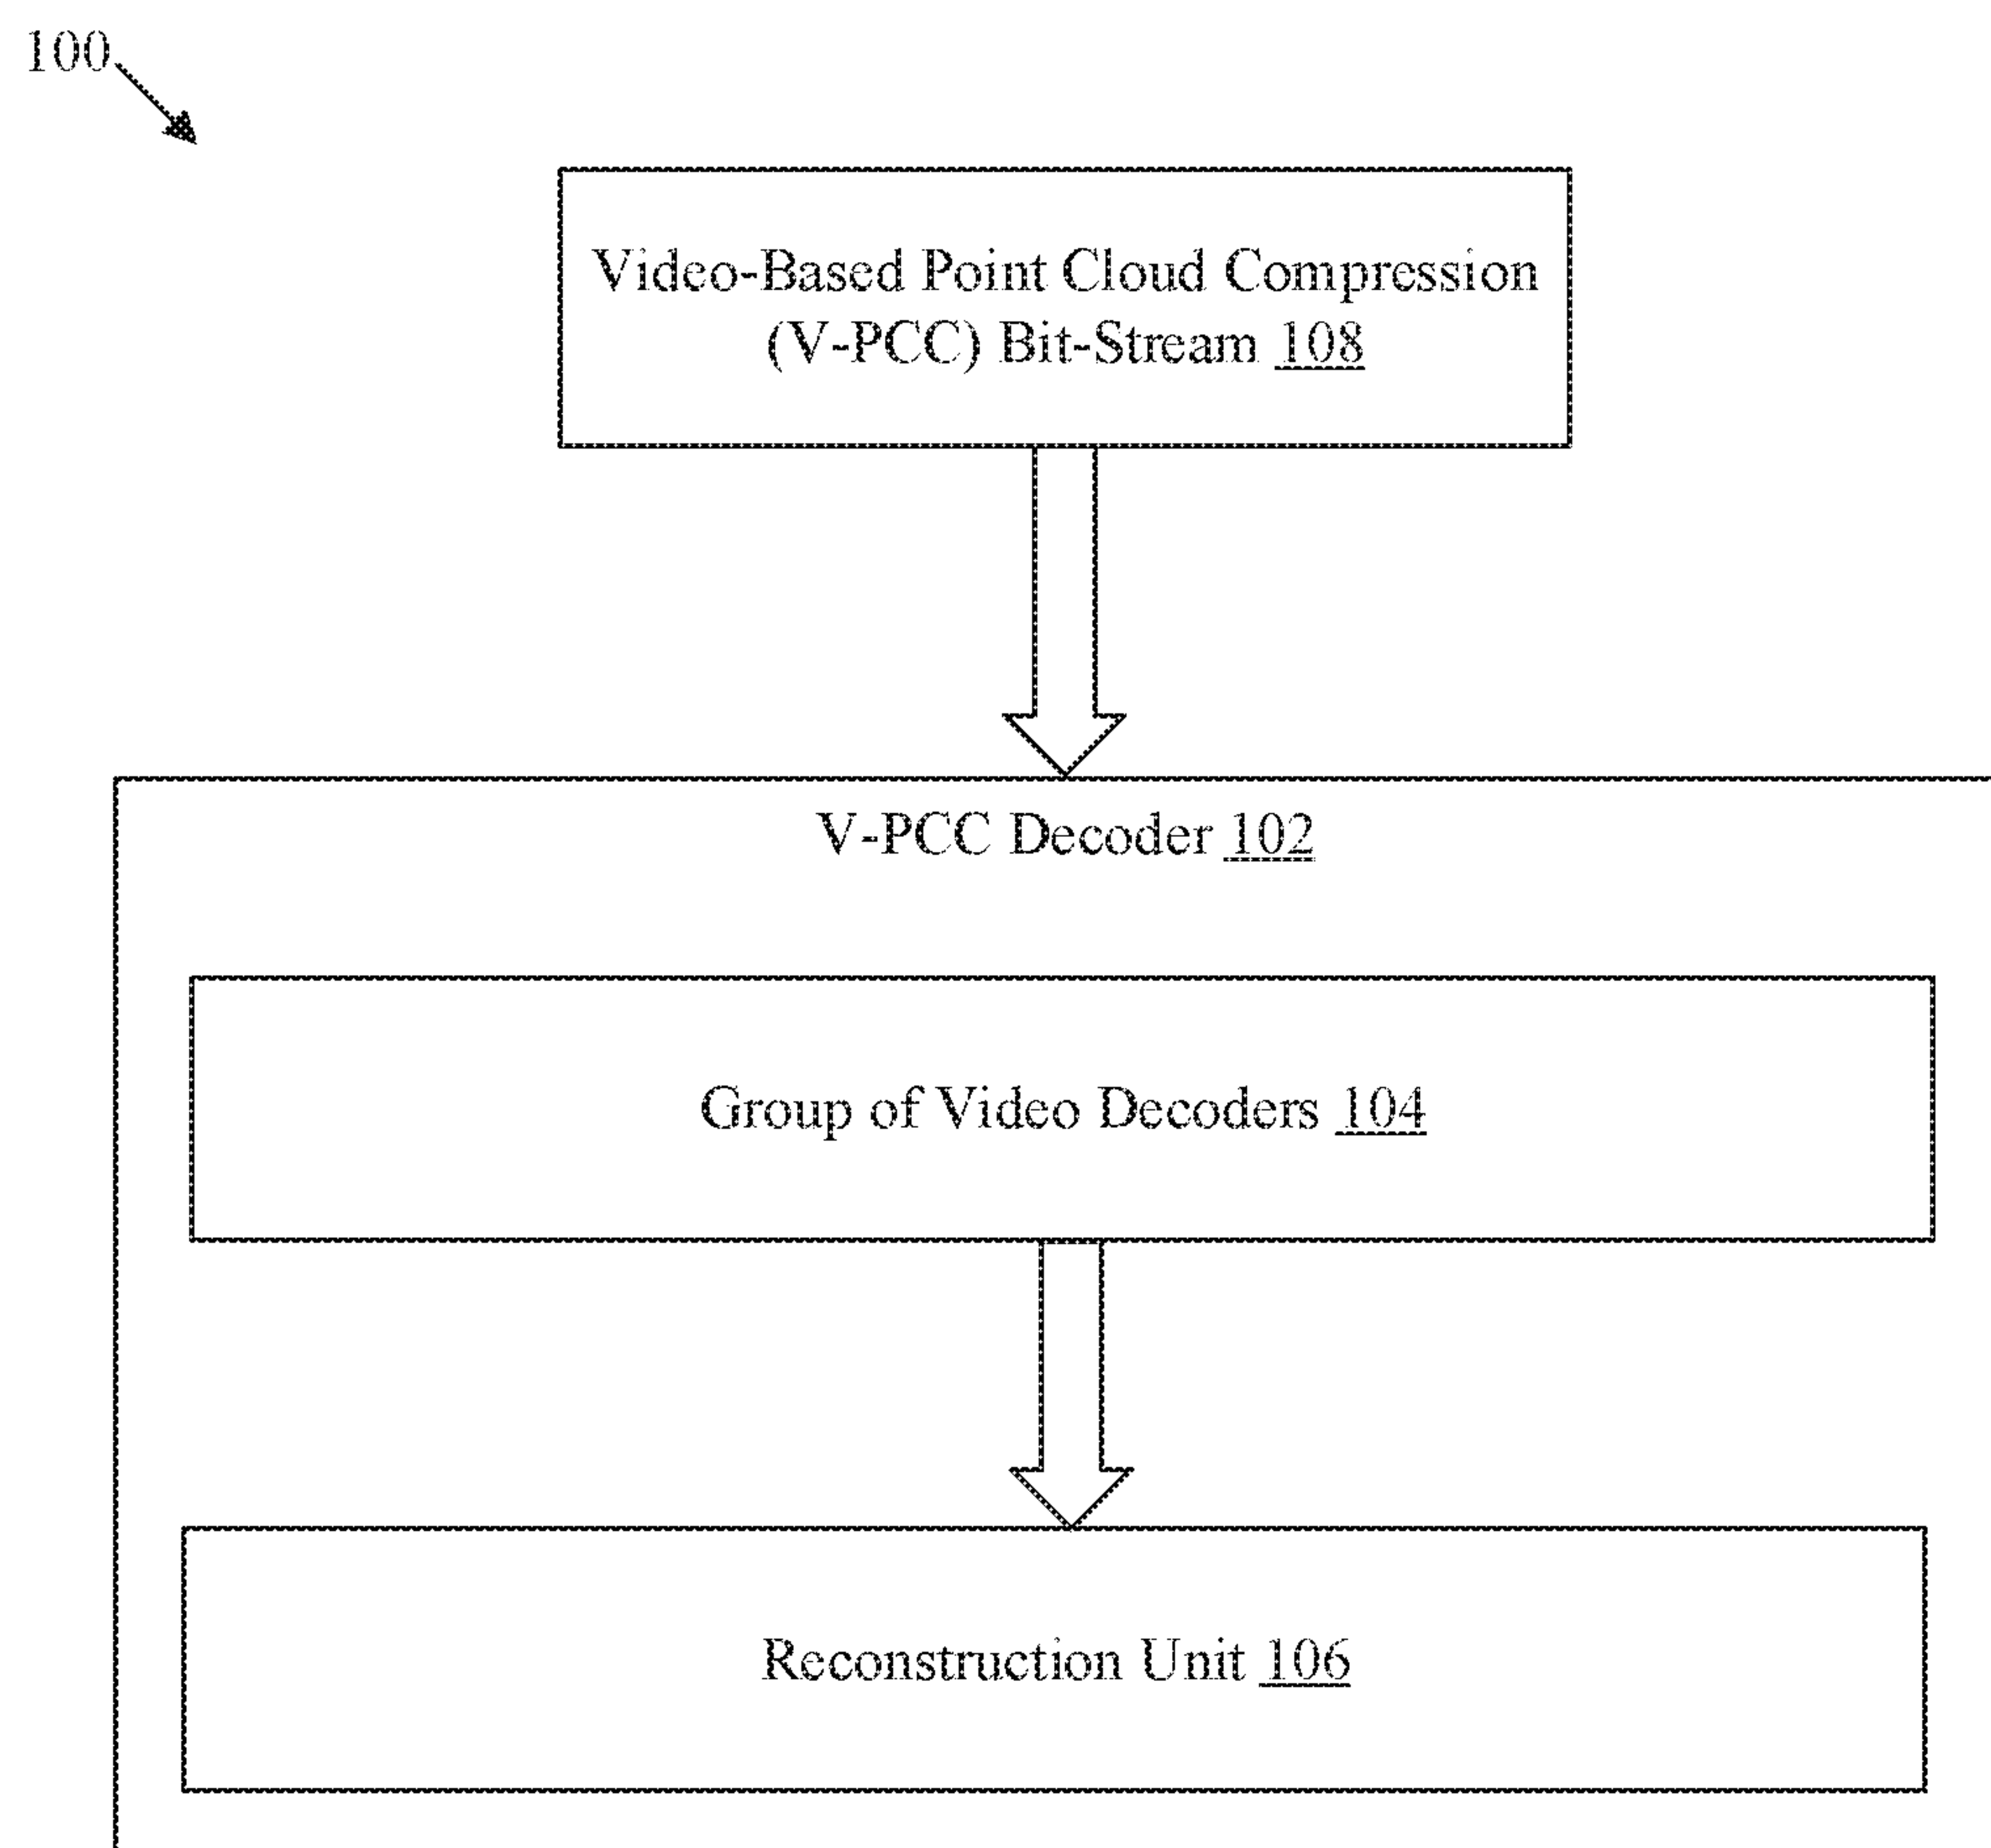 100
Video-Based Point Cloud Compression
(V-PCC) Bit-Stream 108
V-PCC Decoder 102
Group of Video Decoders 104
Reconstruction Unit 106